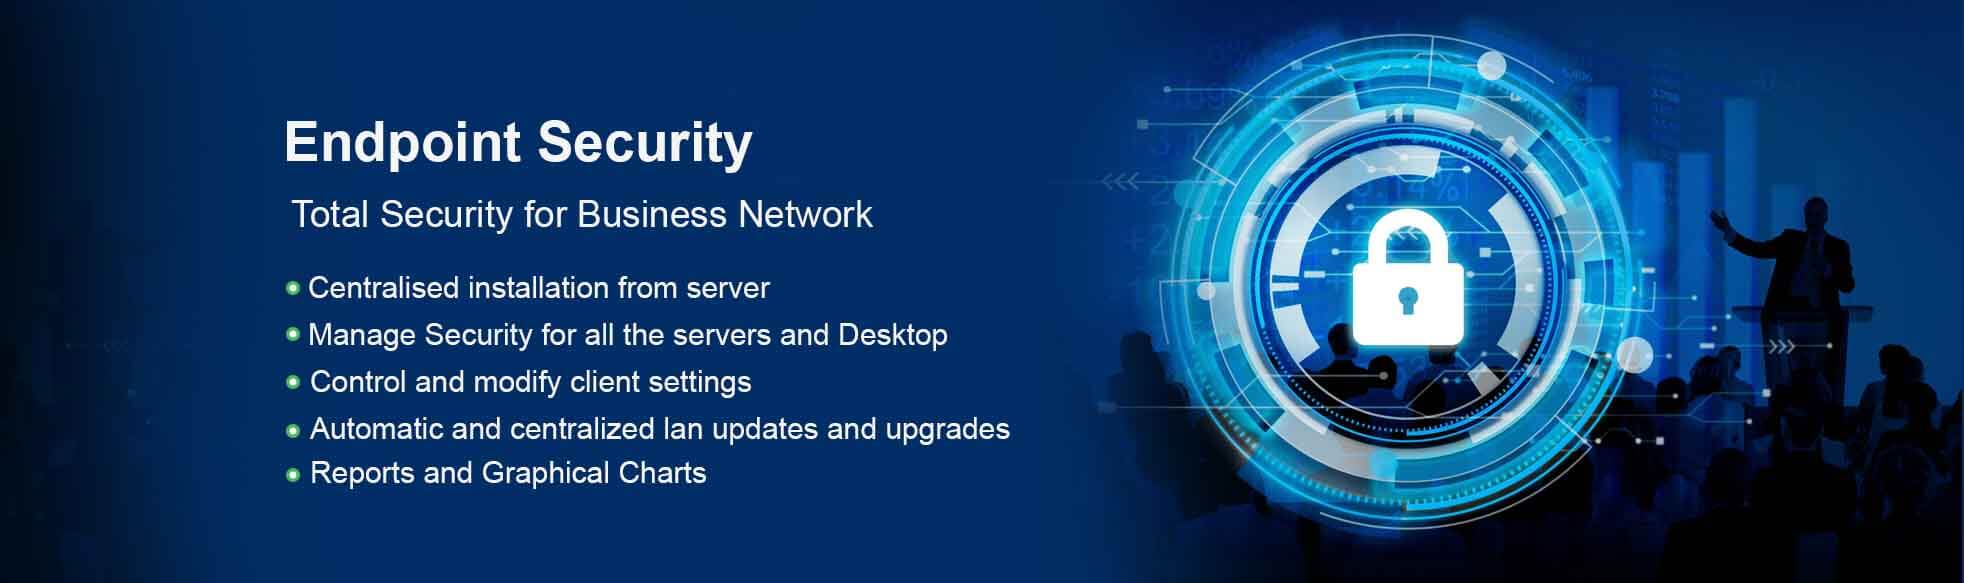 Endpoint Security
Total Security for Business Network
Centralised installation from server
Manage Security for all the servers and Desktop
Control and modify client settings
Automatic and centralized lan updates and upgrades
Reports and Graphical Charts